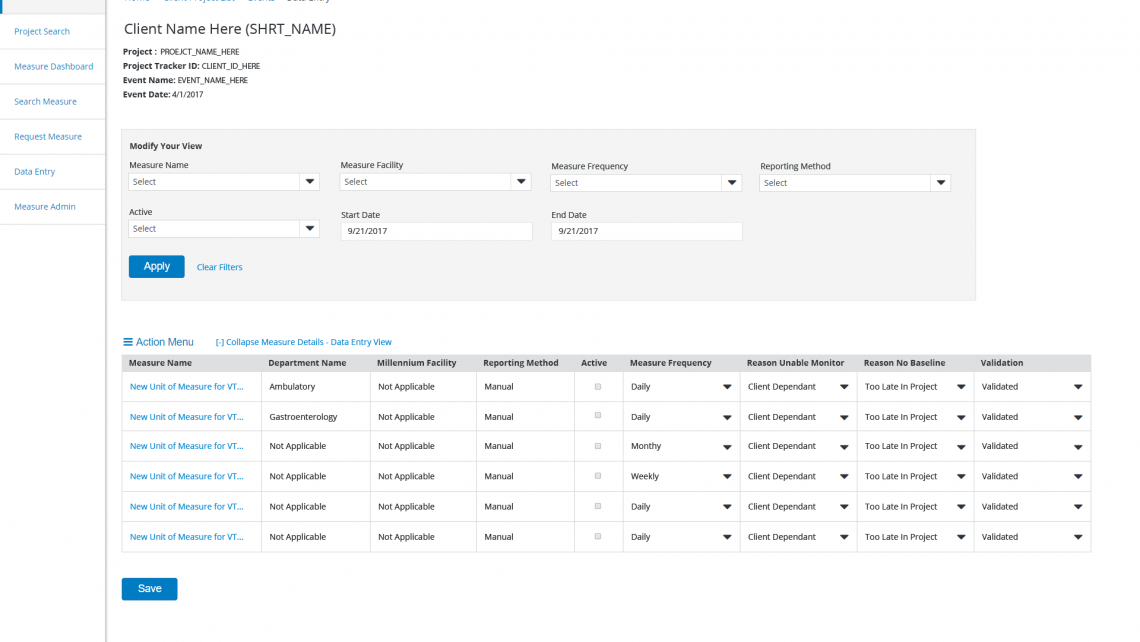 Home Client Project List Events Data Entry
Project Search
Measure Dashboard
Search Measure
Request Measure
Data Entry
Measure Admin
Client Name Here (SHRT_NAME)
Project : PROEJCT_NAME_HERE
Project Tracker ID: CLIENT_ID_HERE
Event Name: EVENT_NAME_HERE
Event Date: 4/1/2017
Modify Your View
Measure Name Measure Facility Measure Frequency Reporting Method
Select Select Select Select
Active Start Date End Date
Select 9/21/2017 9/21/2017
Apply Clear Filters
Action Menu [-] Collapse Measure Details - Data Entry View
Measure Name Department Name Millennium Facility Reporting Method Active Measure Frequency Reason Unable Monitor Reason No Baseline Validation
New Unit of Measure for VT... Ambulatory Not Applicable Manual Daily Client Dependant Too Late In Project Validated
New Unit of Measure for VT... Gastroenterology Not Applicable Manual Daily Client Dependant Too Late In Project Validated
New Unit of Measure for VT... Not Applicable Not Applicable Manual Monthy Client Dependant Too Late In Project Validated
New Unit of Measure for VT... Not Applicable Not Applicable Manual Weekly Client Dependant Too Late In Project Validated
New Unit of Measure for VT... Not Applicable Not Applicable Manual Daily Client Dependant Too Late In Project Validated
New Unit of Measure for VT... Not Applicable Not Applicable Manual Daily Client Dependant Too Late In Project Validated
Save